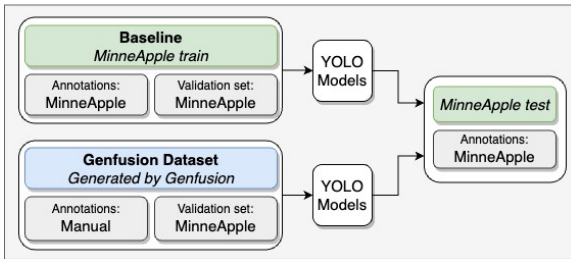 Baseline
MinneApple train
Annotations:
MinneApple
Validation set:
MinneApple
YOLO
Models
Genfusion Dataset
Generated by Genfusion
Annotations:
Manual
Validation set:
MinneApple
YOLO
Models
MinneApple test
Annotations:
MinneApple